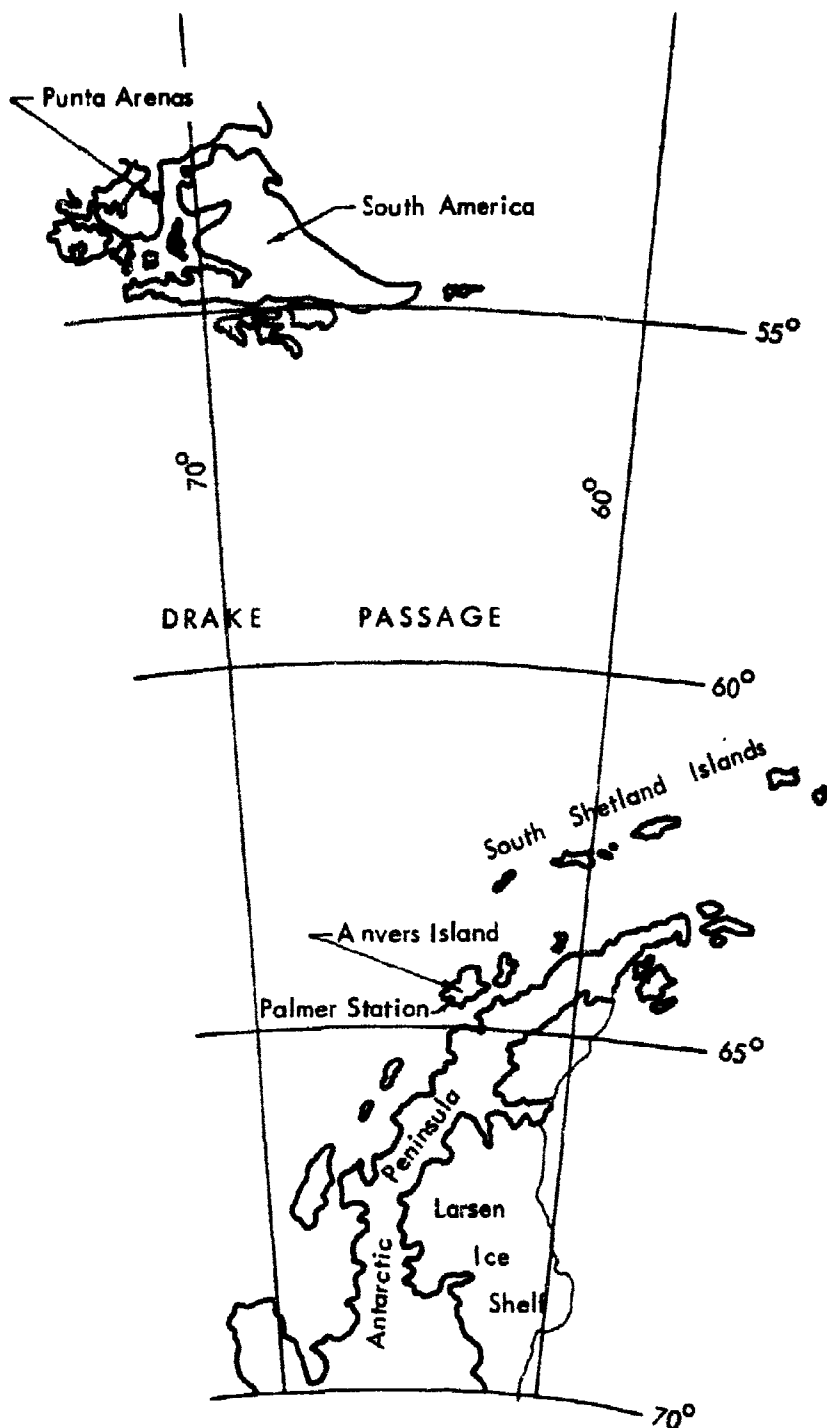 Punta Arenas
South America
55°
70°
60°
DRAKE PASSAGE
60°
South Shetland Islands
Anvers Island
Palmer Station
65°
Antarctic Peninsula
Larsen
Ice
Shelf
70°